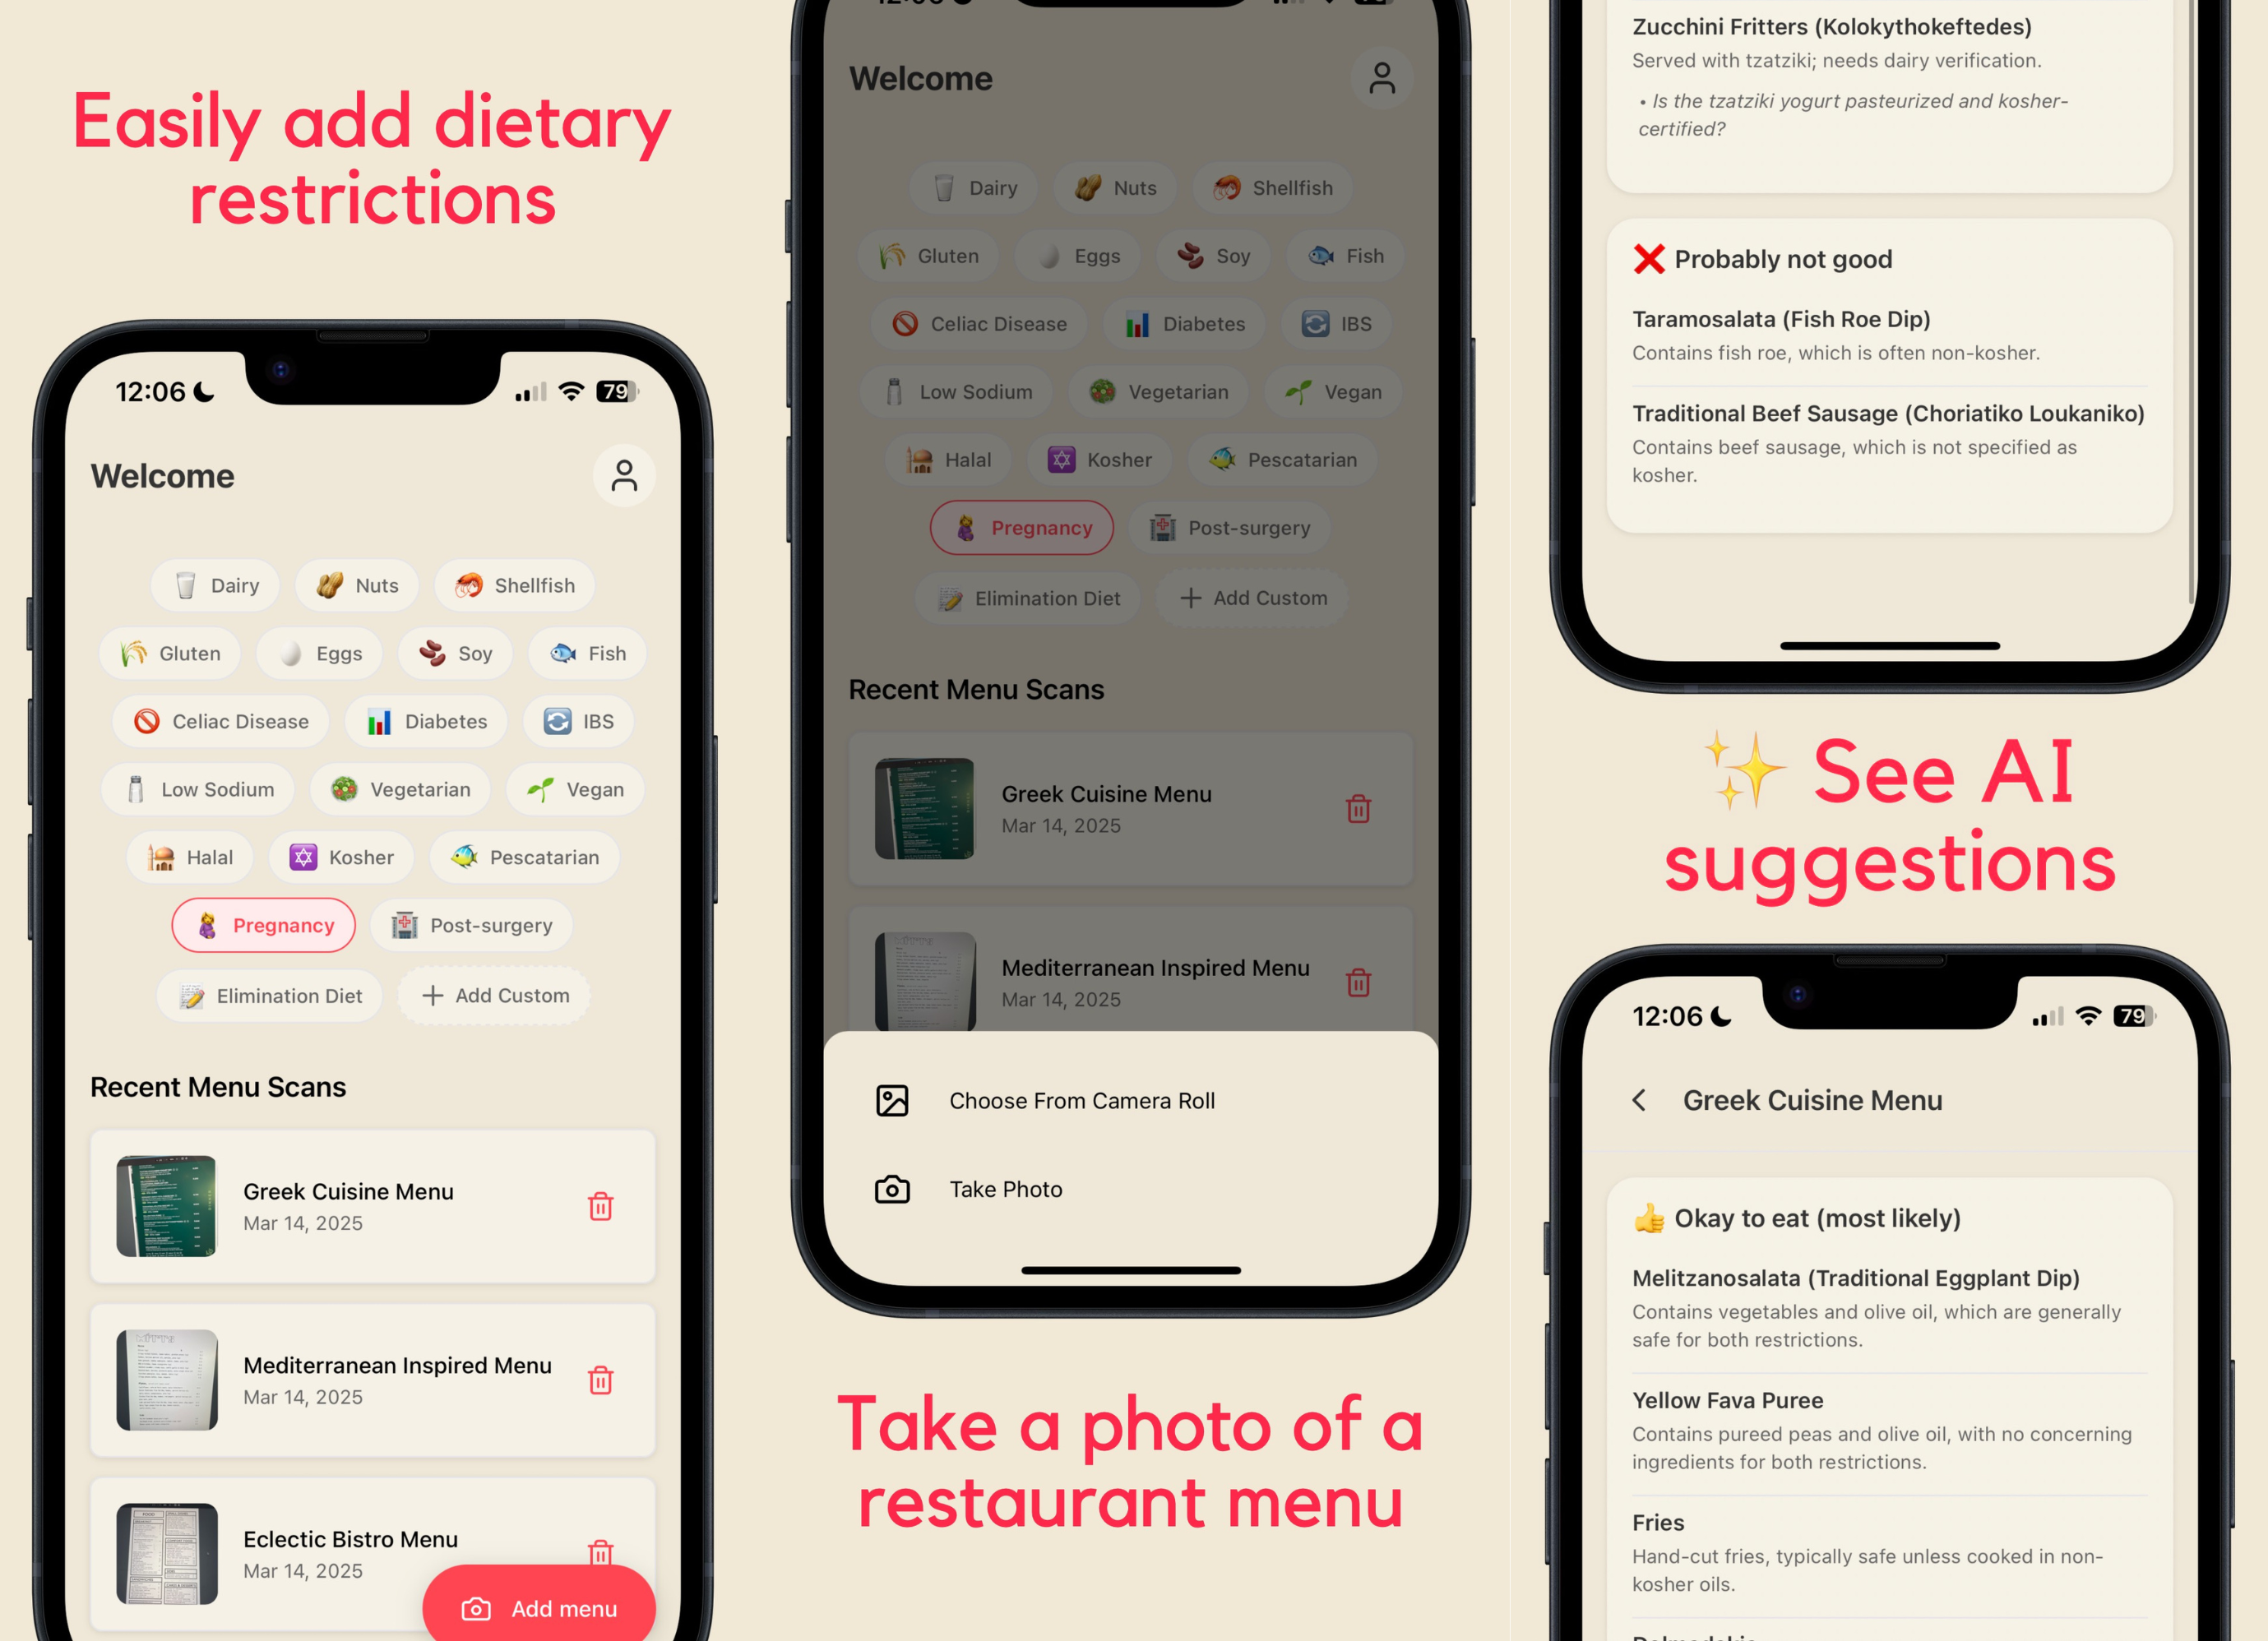 Easily add dietary
restrictions
12:06
79
Welcome
Dairy
Nuts
Shellfish
Gluten
Eggs
Soy
Fish
Celiac Disease
Diabetes
IBS
Low Sodium
Vegetarian
Vegan
Halal
Kosher
Pescatarian
Pregnancy
Post-surgery
Elimination Diet
Add Custom
Recent Menu Scans
Greek Cuisine Menu
Mar 14, 2025
Mediterranean Inspired Menu
Mar 14, 2025
Eclectic Bistro Menu
Mar 14, 2025
Add menu
Welcome
Dairy
Nuts
Shellfish
Gluten
Eggs
Soy
Fish
Celiac Disease
Diabetes
IBS
Low Sodium
Vegetarian
Vegan
Halal
Kosher
Pescatarian
Pregnancy
Post-surgery
Elimination Diet
Add Custom
Recent Menu Scans
Greek Cuisine Menu
Mar 14, 2025
Mediterranean Inspired Menu
Mar 14, 2025
Choose From Camera Roll
Take Photo
Take a photo of a
restaurant menu
Zucchini Fritters (Kolokythokeftedes)
Served with tzatziki; needs dairy verification.
• Is the tzatziki yogurt pasteurized and kosher-
certified?
❌ Probably not good
Taramosalata (Fish Roe Dip)
Contains fish roe, which is often non-kosher.
Traditional Beef Sausage (Choriatiko Loukaniko)
Contains beef sausage, which is not specified as
kosher.
✨ See AI
suggestions
12:06
79
Greek Cuisine Menu
👍 Okay to eat (most likely)
Melitzanosalata (Traditional Eggplant Dip)
Contains vegetables and olive oil, which are generally
safe for both restrictions.
Yellow Fava Puree
Contains pureed peas and olive oil, with no concerning
ingredients for both restrictions.
Fries
Hand-cut fries, typically safe unless cooked in non-
kosher oils.